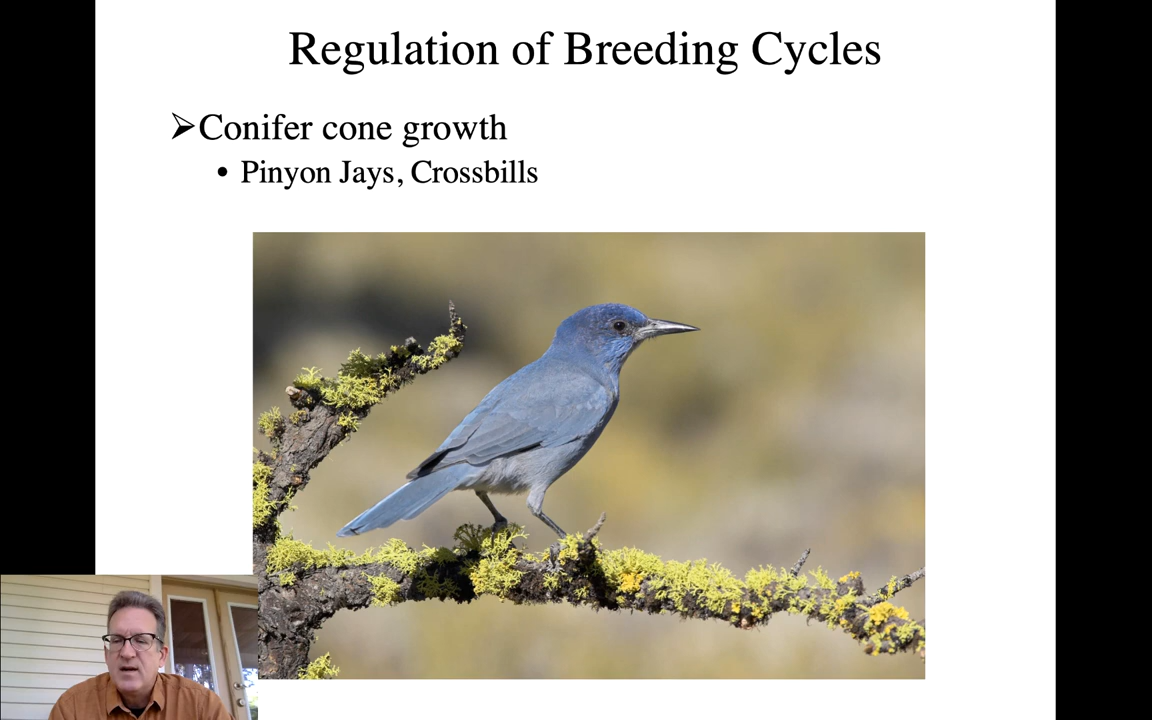 Regulation of Breeding Cycles
➢Conifer cone growth
• Pinyon Jays, Crossbills